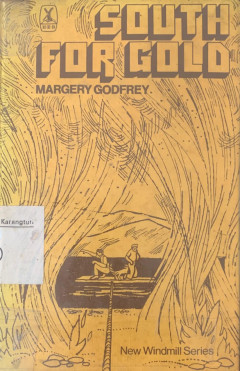 SOUTH
FOR GOLD
MARGERY GODFREY
Karangtur
New Windmill Series